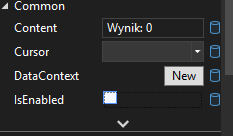 Common
Content Wynik: 0
Cursor
DataContext New
IsEnabled